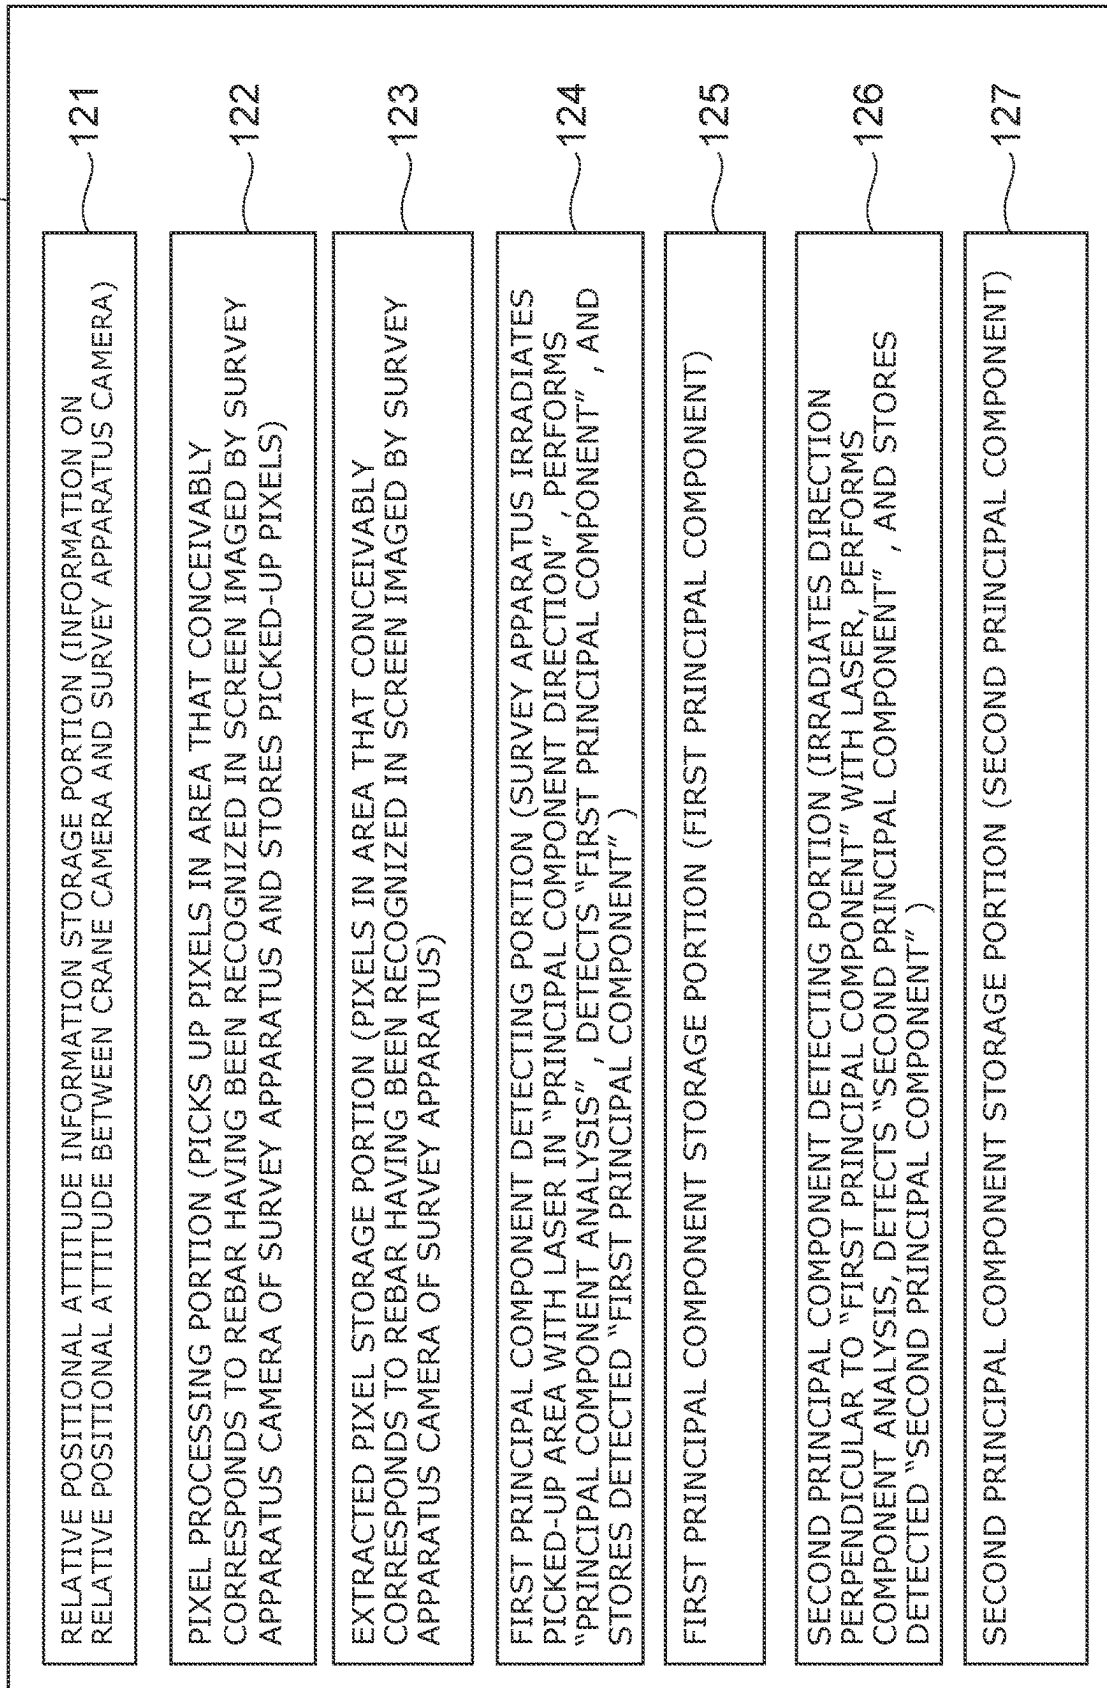 RELATIVE POSITIONAL ATTITUDE INFORMATION STORAGE PORTION (INFORMATION ON
RELATIVE POSITIONAL ATTITUDE BETWEEN CRANE CAMERA AND SURVEY APPARATUS CAMERA)
121
PIXEL PROCESSING PORTION (PICKS UP PIXELS IN AREA THAT CONCEIVABLY
CORRESPONDS TO REBAR HAVING BEEN RECOGNIZED IN SCREEN IMAGED BY SURVEY
APPARATUS CAMERA OF SURVEY APPARATUS AND STORES PICKED-UP PIXELS)
122
EXTRACTED PIXEL STORAGE PORTION (PIXELS IN AREA THAT CONCEIVABLY
CORRESPONDS TO REBAR HAVING BEEN RECOGNIZED IN SCREEN IMAGED BY SURVEY
APPARATUS CAMERA OF SURVEY APPARATUS)
123
FIRST PRINCIPAL COMPONENT DETECTING PORTION (SURVEY APPARATUS IRRADIATES
PICKED-UP AREA WITH LASER IN “PRINCIPAL COMPONENT DIRECTION”, PERFORMS
“PRINCIPAL COMPONENT ANALYSIS”, DETECTS “FIRST PRINCIPAL COMPONENT”, AND
STORES DETECTED “FIRST PRINCIPAL COMPONENT”)
124
FIRST PRINCIPAL COMPONENT STORAGE PORTION (FIRST PRINCIPAL COMPONENT)
125
SECOND PRINCIPAL COMPONENT DETECTING PORTION (IRRADIATES DIRECTION
PERPENDICULAR TO “FIRST PRINCIPAL COMPONENT” WITH LASER, PERFORMS
COMPONENT ANALYSIS, DETECTS “SECOND PRINCIPAL COMPONENT”, AND STORES
DETECTED “SECOND PRINCIPAL COMPONENT”)
126
SECOND PRINCIPAL COMPONENT STORAGE PORTION (SECOND PRINCIPAL COMPONENT)
127